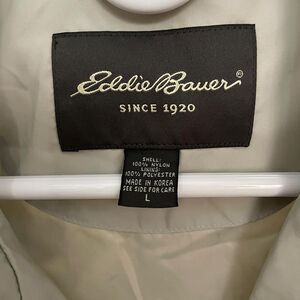 Eddie Bauer®
SINCE 1920
SHELL:
100% NYLON
LINING:
100% POLYESTER
MADE IN KOREA
SEE SIDE FOR CARE
L